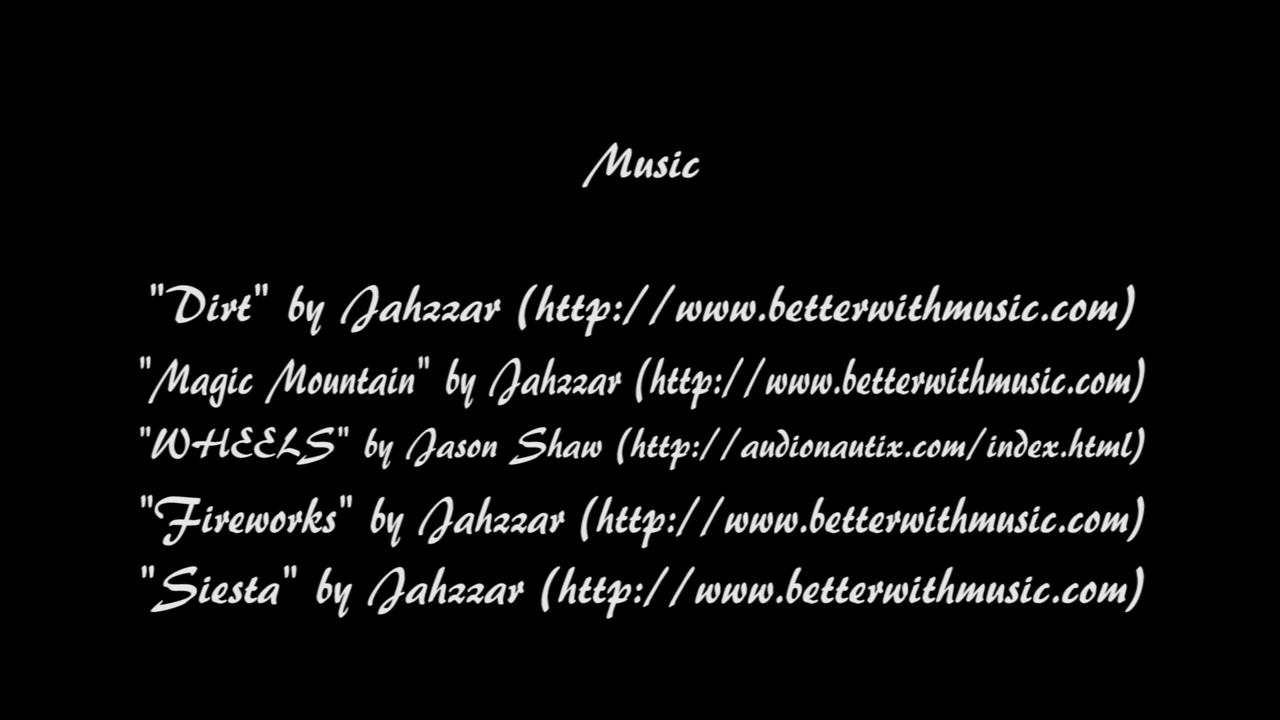 Music
"Dirt" by Jahzzar (http://www.betterwithmusic.com)
"Magic Mountain" by Jahzzar (http://www.betterwithmusic.com)
"WHEELS" by Jason Shaw (http://audionautix.com/index.html)
"Fireworks" by Jahzzar (http://www.betterwithmusic.com)
"Siesta" by Jahzzar (http://www.betterwithmusic.com)